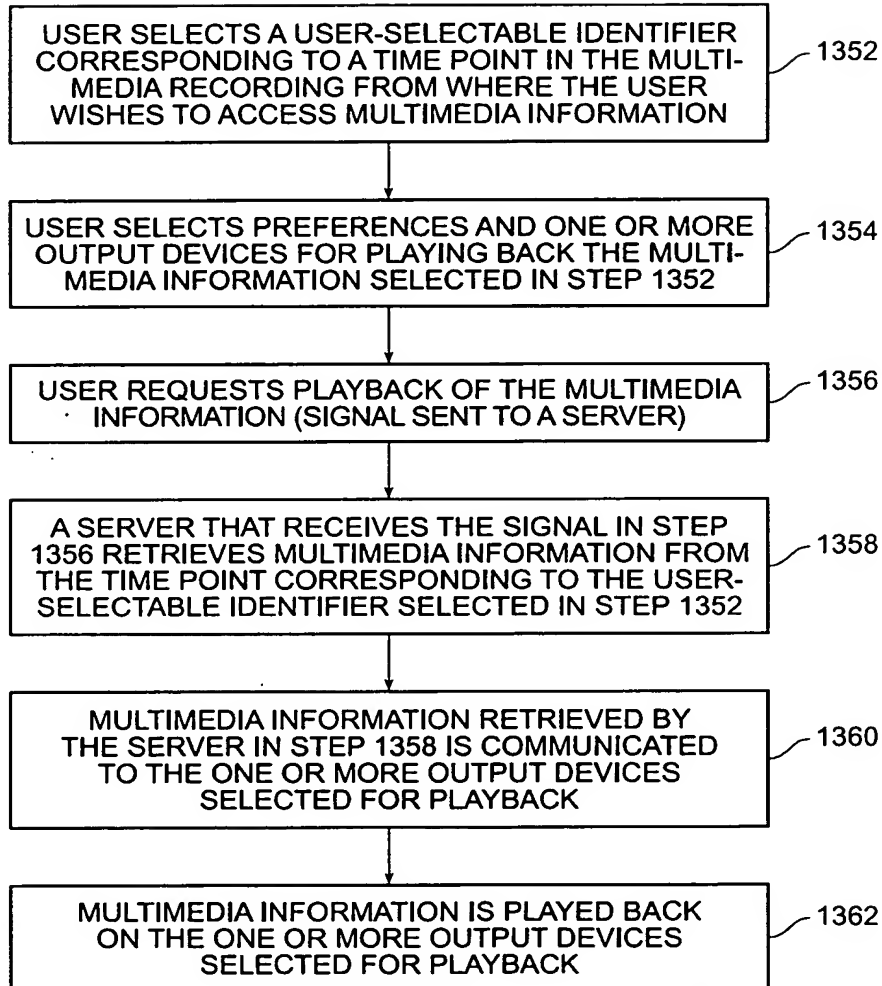 USER SELECTS A USER-SELECTABLE IDENTIFIER
CORRESPONDING TO A TIME POINT IN THE MULTI-
MEDIA RECORDING FROM WHERE THE USER
WISHES TO ACCESS MULTIMEDIA INFORMATION
1352
USER SELECTS PREFERENCES AND ONE OR MORE
OUTPUT DEVICES FOR PLAYING BACK THE MULTI-
MEDIA INFORMATION SELECTED IN STEP 1352
1354
USER REQUESTS PLAYBACK OF THE MULTIMEDIA
INFORMATION (SIGNAL SENT TO A SERVER)
1356
A SERVER THAT RECEIVES THE SIGNAL IN STEP
1356 RETRIEVES MULTIMEDIA INFORMATION FROM
THE TIME POINT CORRESPONDING TO THE USER-
SELECTABLE IDENTIFIER SELECTED IN STEP 1352
1358
MULTIMEDIA INFORMATION RETRIEVED BY
THE SERVER IN STEP 1358 IS COMMUNICATED
TO THE ONE OR MORE OUTPUT DEVICES
SELECTED FOR PLAYBACK
1360
MULTIMEDIA INFORMATION IS PLAYED BACK
ON THE ONE OR MORE OUTPUT DEVICES
SELECTED FOR PLAYBACK
1362